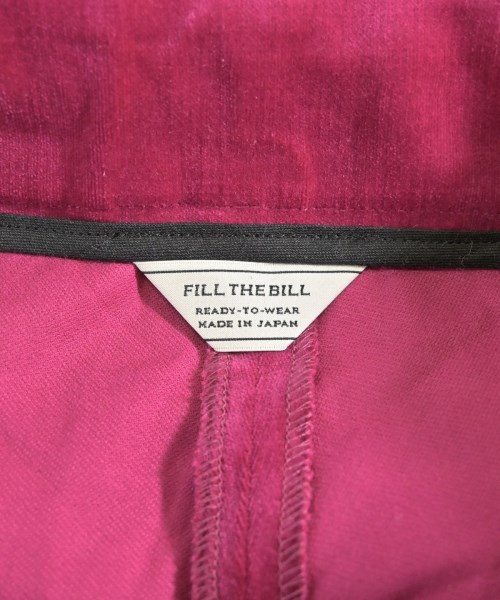 FILL THE BILL
READY-TO-WEAR
MADE IN JAPAN